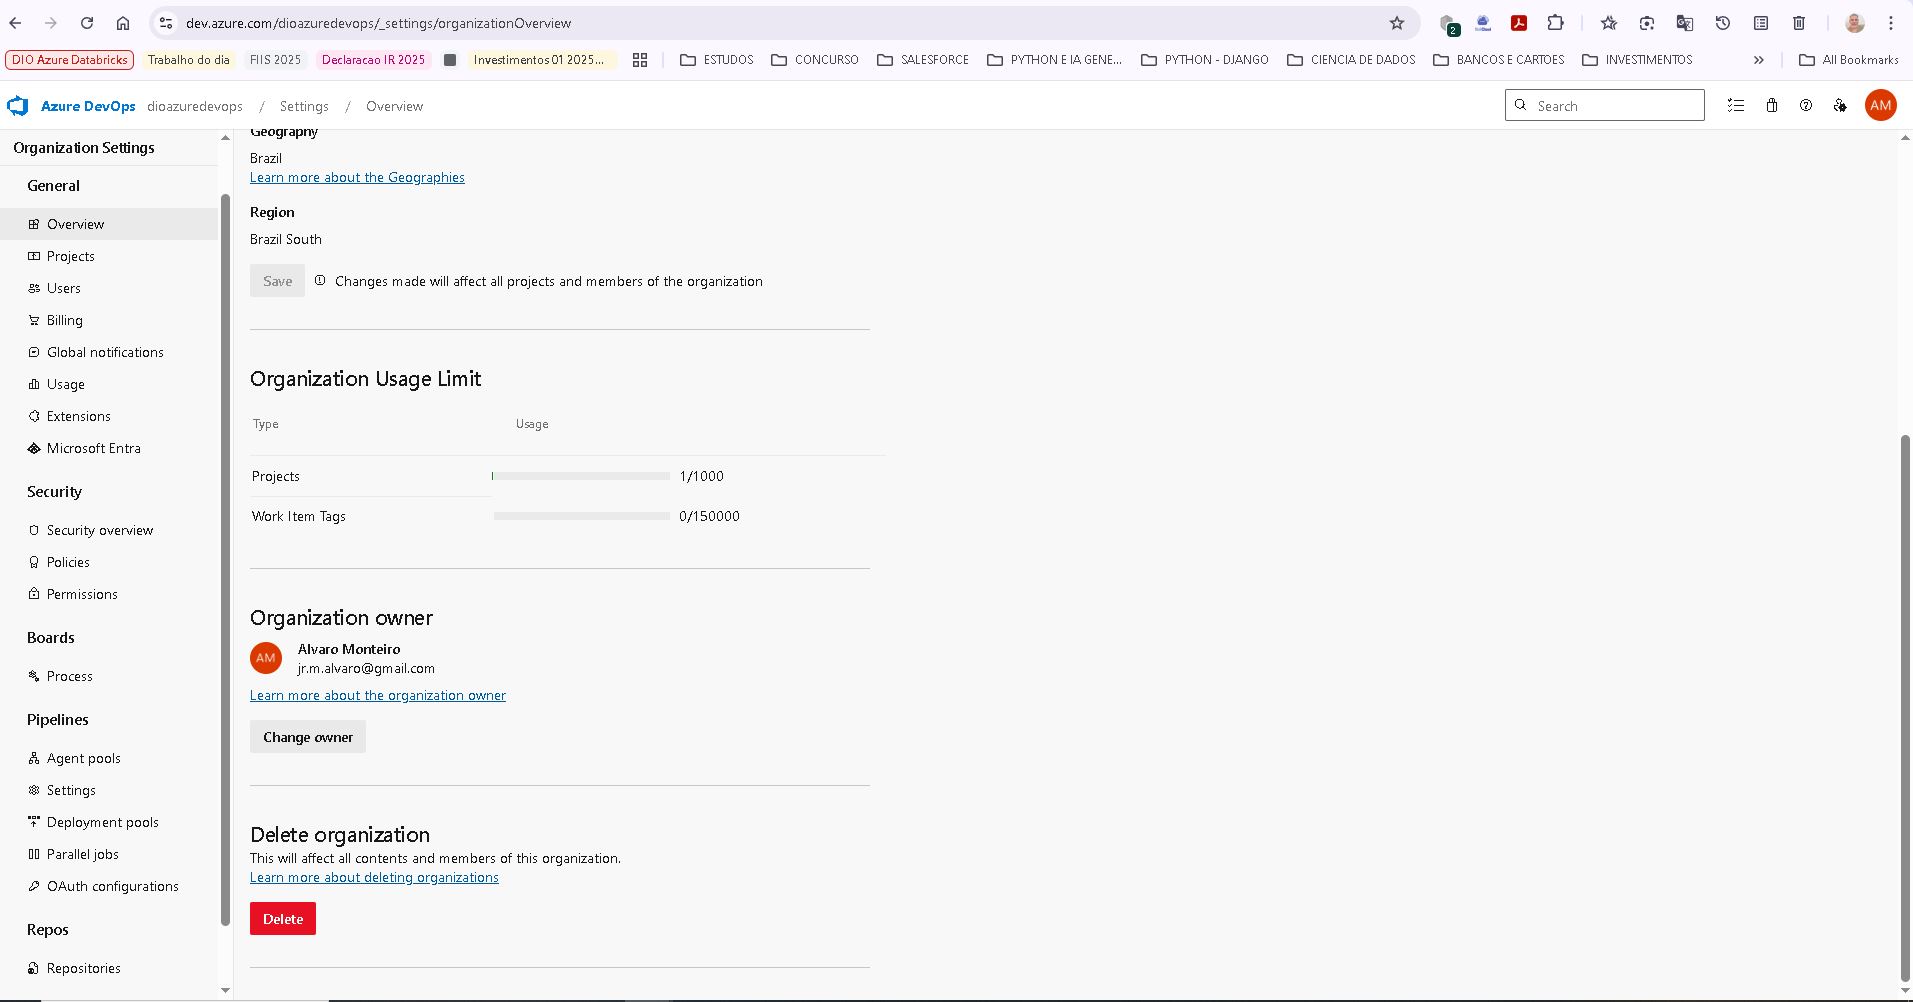 dev.azure.com/dioazuredevops/_settings/organizationOverview
2
DIO Azure Databricks Trabalho do dia FIIS 2025 Declaracao IR 2025 Investimentos 01 2025... ESTUDOS CONCURSO SALESFORCE PYTHON E IA GENE... PYTHON - DJANGO CIENCIA DE DADOS BANCOS E CARTOES INVESTIMENTOS » All Bookmarks
Azure DevOps dioazuredevops / Settings / Overview Search AM
Organization Settings
General
Overview
Projects
Users
Billing
Global notifications
Usage
Extensions
Microsoft Entra
Security
Security overview
Policies
Permissions
Boards
Process
Pipelines
Agent pools
Settings
Deployment pools
Parallel jobs
OAuth configurations
Repos
Repositories
Geography
Brazil
Learn more about the Geographies
Region
Brazil South
Save Changes made will affect all projects and members of the organization
Organization Usage Limit
Type Usage
Projects 1/1000
Work Item Tags 0/150000
Organization owner
AM Alvaro Monteiro
jr.m.alvaro@gmail.com
Learn more about the organization owner
Change owner
Delete organization
This will affect all contents and members of this organization.
Learn more about deleting organizations
Delete